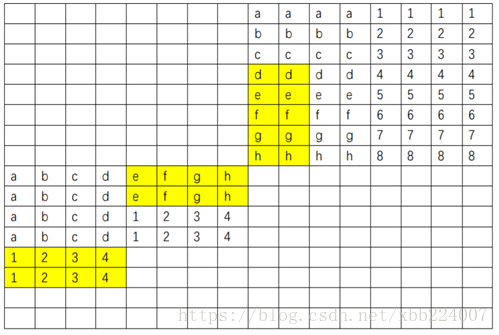 a a a a 1 1 1 1
b b b b 2 2 2 2
c c c c 3 3 3 3
d d d d 4 4 4 4
e e e e 5 5 5 5
f f f f 6 6 6 6
g g g g 7 7 7 7
h h h h 8 8 8 8
a b c d e f g h
a b c d e f g h
a b c d 1 2 3 4
a b c d 1 2 3 4
1 2 3 4
1 2 3 4
https://blog.csdn.net/kbb224007